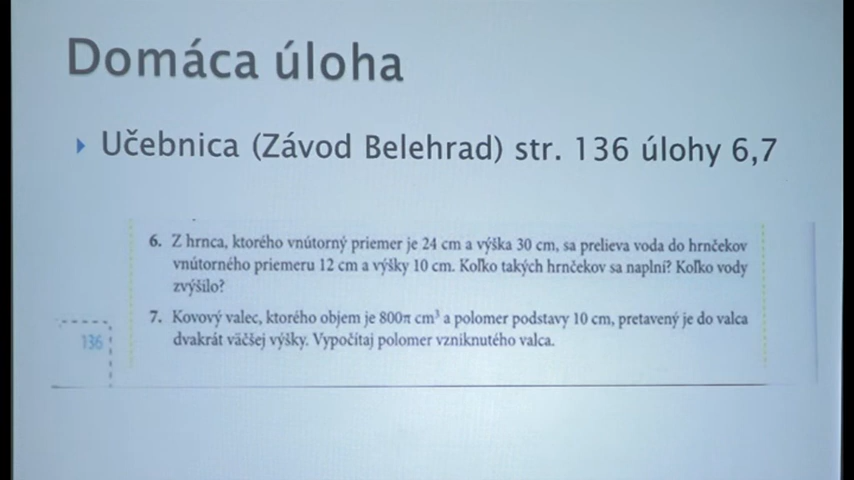 Domáca úloha
Učebnica (Závod Belehrad) str. 136 úlohy 6,7
6. Z hrnca, ktorého vnútorný priemer je 24 cm a výška 30 cm, sa prelieva voda do hrnčekov
vnútorného priemeru 12 cm a výšky 10 cm. Koľko takých hrnčekov sa naplní? Koľko vody
zvýšilo?
7. Kovový valec, ktorého objem je 800π cm³ a polomer podstavy 10 cm, pretavený je do valca
dvakrát väčšej výšky. Vypočítaj polomer vzniknutého valca.
136